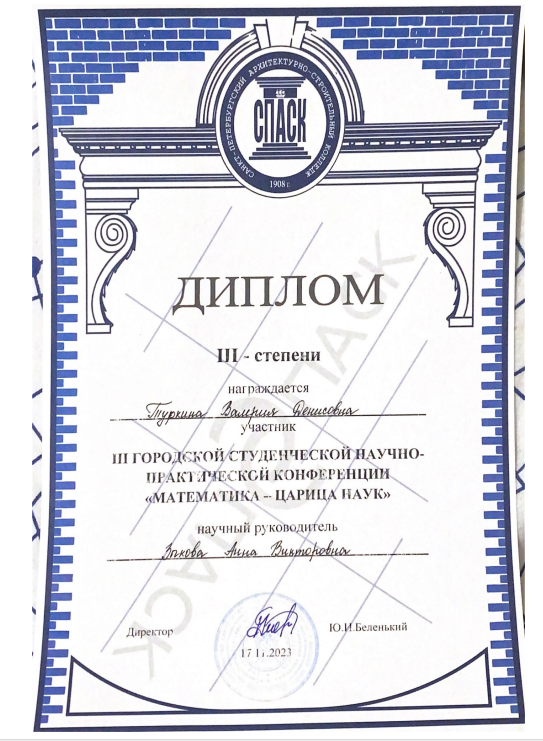 САНКТ-ПЕТЕРБУРГСКИЙ АРХИТЕКТУРНО-СТРОИТЕЛЬНЫЙ КОЛЛЕДЖ
СПАСК
1908 г.
ДИПЛОМ
III - степени
награждается
Туркина Валерия Денисовна
участник
III ГОРОДСКОЙ СТУДЕНЧЕСКОЙ НАУЧНО-
ПРАКТИЧЕСКОЙ КОНФЕРЕНЦИИ
«МАТЕМАТИКА – ЦАРИЦА НАУК»
научный руководитель
Зыкова Анна Викторовна
Директор
Ю.И.Беленький
17.11.2023
СПАСК